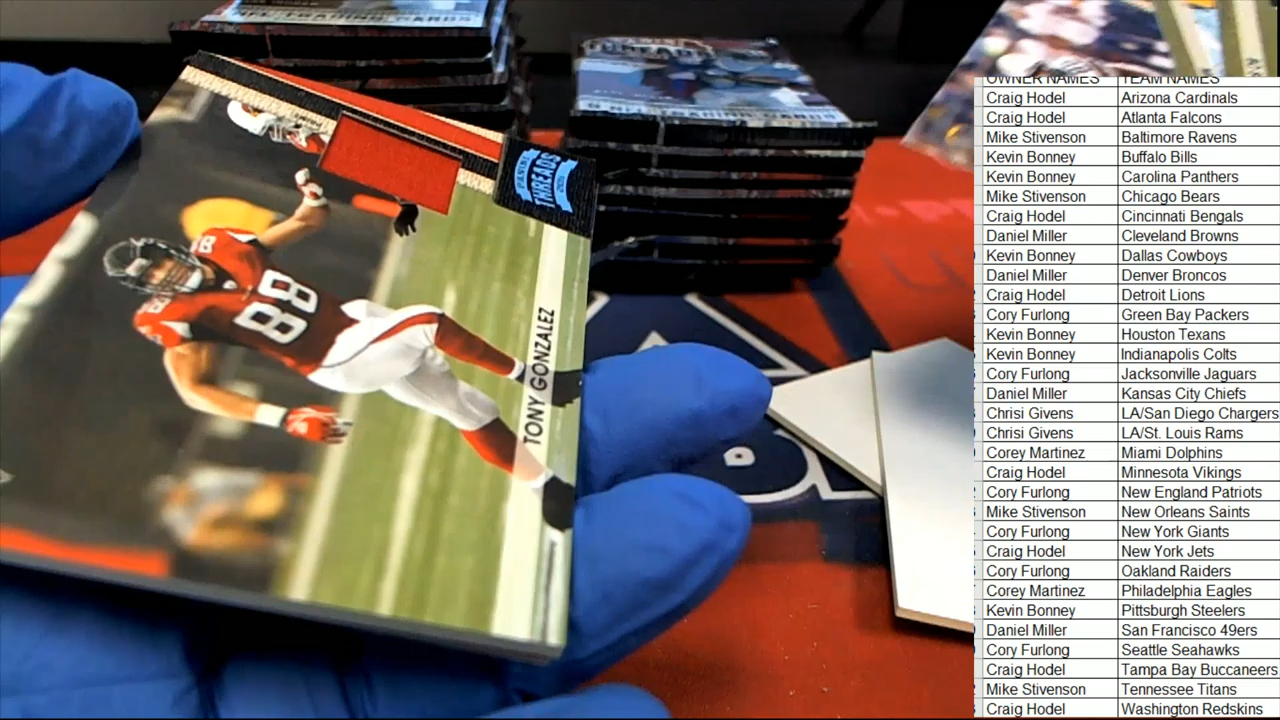 PANINI
THREADS
88
TONY GONZALEZ
OWNER NAMES TEAM NAMES
Craig Hodel Arizona Cardinals
Craig Hodel Atlanta Falcons
Mike Stivenson Baltimore Ravens
Kevin Bonney Buffalo Bills
Kevin Bonney Carolina Panthers
Mike Stivenson Chicago Bears
Craig Hodel Cincinnati Bengals
Daniel Miller Cleveland Browns
Kevin Bonney Dallas Cowboys
Daniel Miller Denver Broncos
Craig Hodel Detroit Lions
Cory Furlong Green Bay Packers
Kevin Bonney Houston Texans
Kevin Bonney Indianapolis Colts
Cory Furlong Jacksonville Jaguars
Daniel Miller Kansas City Chiefs
Chrisi Givens LA/San Diego Chargers
Chrisi Givens LA/St. Louis Rams
Corey Martinez Miami Dolphins
Craig Hodel Minnesota Vikings
Cory Furlong New England Patriots
Mike Stivenson New Orleans Saints
Cory Furlong New York Giants
Craig Hodel New York Jets
Cory Furlong Oakland Raiders
Corey Martinez Philadelphia Eagles
Kevin Bonney Pittsburgh Steelers
Daniel Miller San Francisco 49ers
Cory Furlong Seattle Seahawks
Craig Hodel Tampa Bay Buccaneers
Mike Stivenson Tennessee Titans
Craig Hodel Washington Redskins